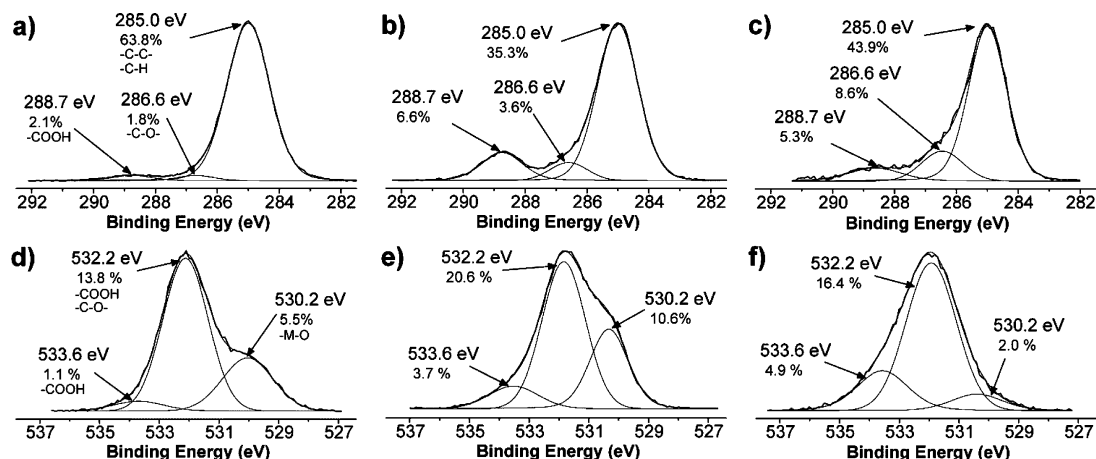 a)
285.0 eV
63.8%
-C-C-
-C-H
288.7 eV
2.1%
-COOH
286.6 eV
1.8%
-C-O-
292 290 288 286 284 282
Binding Energy (eV)
b)
285.0 eV
35.3%
288.7 eV
6.6%
286.6 eV
3.6%
292 290 288 286 284 282
Binding Energy (eV)
c)
285.0 eV
43.9%
286.6 eV
8.6%
288.7 eV
5.3%
292 290 288 286 284 282
Binding Energy (eV)
d)
532.2 eV
13.8 %
-COOH
-C-O-
530.2 eV
5.5%
-M-O
533.6 eV
1.1 %
-COOH
537 535 533 531 529 527
Binding Energy (eV)
e)
532.2 eV
20.6 %
530.2 eV
10.6%
533.6 eV
3.7 %
537 535 533 531 529 527
Binding Energy (eV)
f)
532.2 eV
16.4 %
530.2 eV
2.0 %
533.6 eV
4.9 %
537 535 533 531 529 527
Binding Energy (eV)